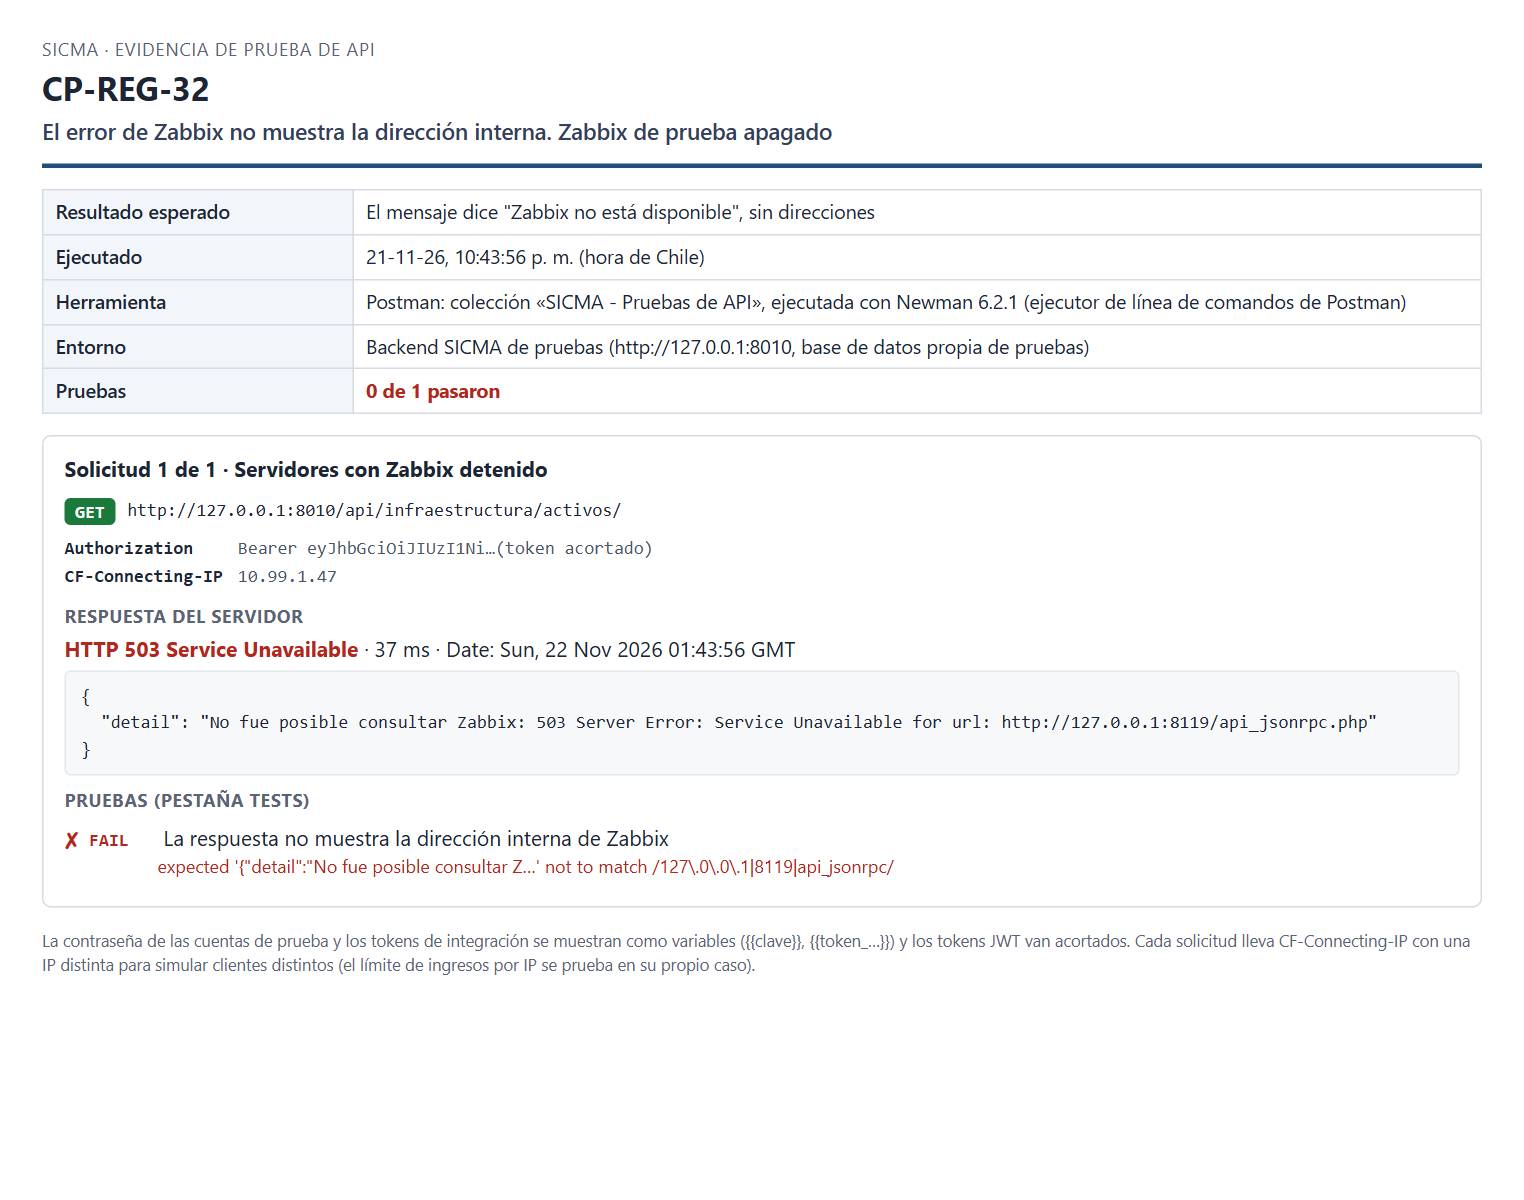 SICMA · EVIDENCIA DE PRUEBA DE API
CP-REG-32
El error de Zabbix no muestra la dirección interna. Zabbix de prueba apagado
Resultado esperado El mensaje dice "Zabbix no está disponible", sin direcciones
Ejecutado 21-11-26, 10:43:56 p. m. (hora de Chile)
Herramienta Postman: colección «SICMA - Pruebas de API», ejecutada con Newman 6.2.1 (ejecutor de línea de comandos de Postman)
Entorno Backend SICMA de pruebas (http://127.0.0.1:8010, base de datos propia de pruebas)
Pruebas 0 de 1 pasaron
Solicitud 1 de 1 · Servidores con Zabbix detenido
GET http://127.0.0.1:8010/api/infraestructura/activos/
Authorization Bearer eyJhbGciOiJIUzI1Ni…(token acortado)
CF-Connecting-IP 10.99.1.47
RESPUESTA DEL SERVIDOR
HTTP 503 Service Unavailable · 37 ms · Date: Sun, 22 Nov 2026 01:43:56 GMT
{
"detail": "No fue posible consultar Zabbix: 503 Server Error: Service Unavailable for url: http://127.0.0.1:8119/api_jsonrpc.php"
}
PRUEBAS (PESTAÑA TESTS)
✗ FAIL La respuesta no muestra la dirección interna de Zabbix
expected '{"detail":"No fue posible consultar Z…' not to match /127\.0\.0\.1|8119|api_jsonrpc/
La contraseña de las cuentas de prueba y los tokens de integración se muestran como variables ({{clave}}, {{token_…}}) y los tokens JWT van acortados. Cada solicitud lleva CF-Connecting-IP con una
IP distinta para simular clientes distintos (el límite de ingresos por IP se prueba en su propio caso).